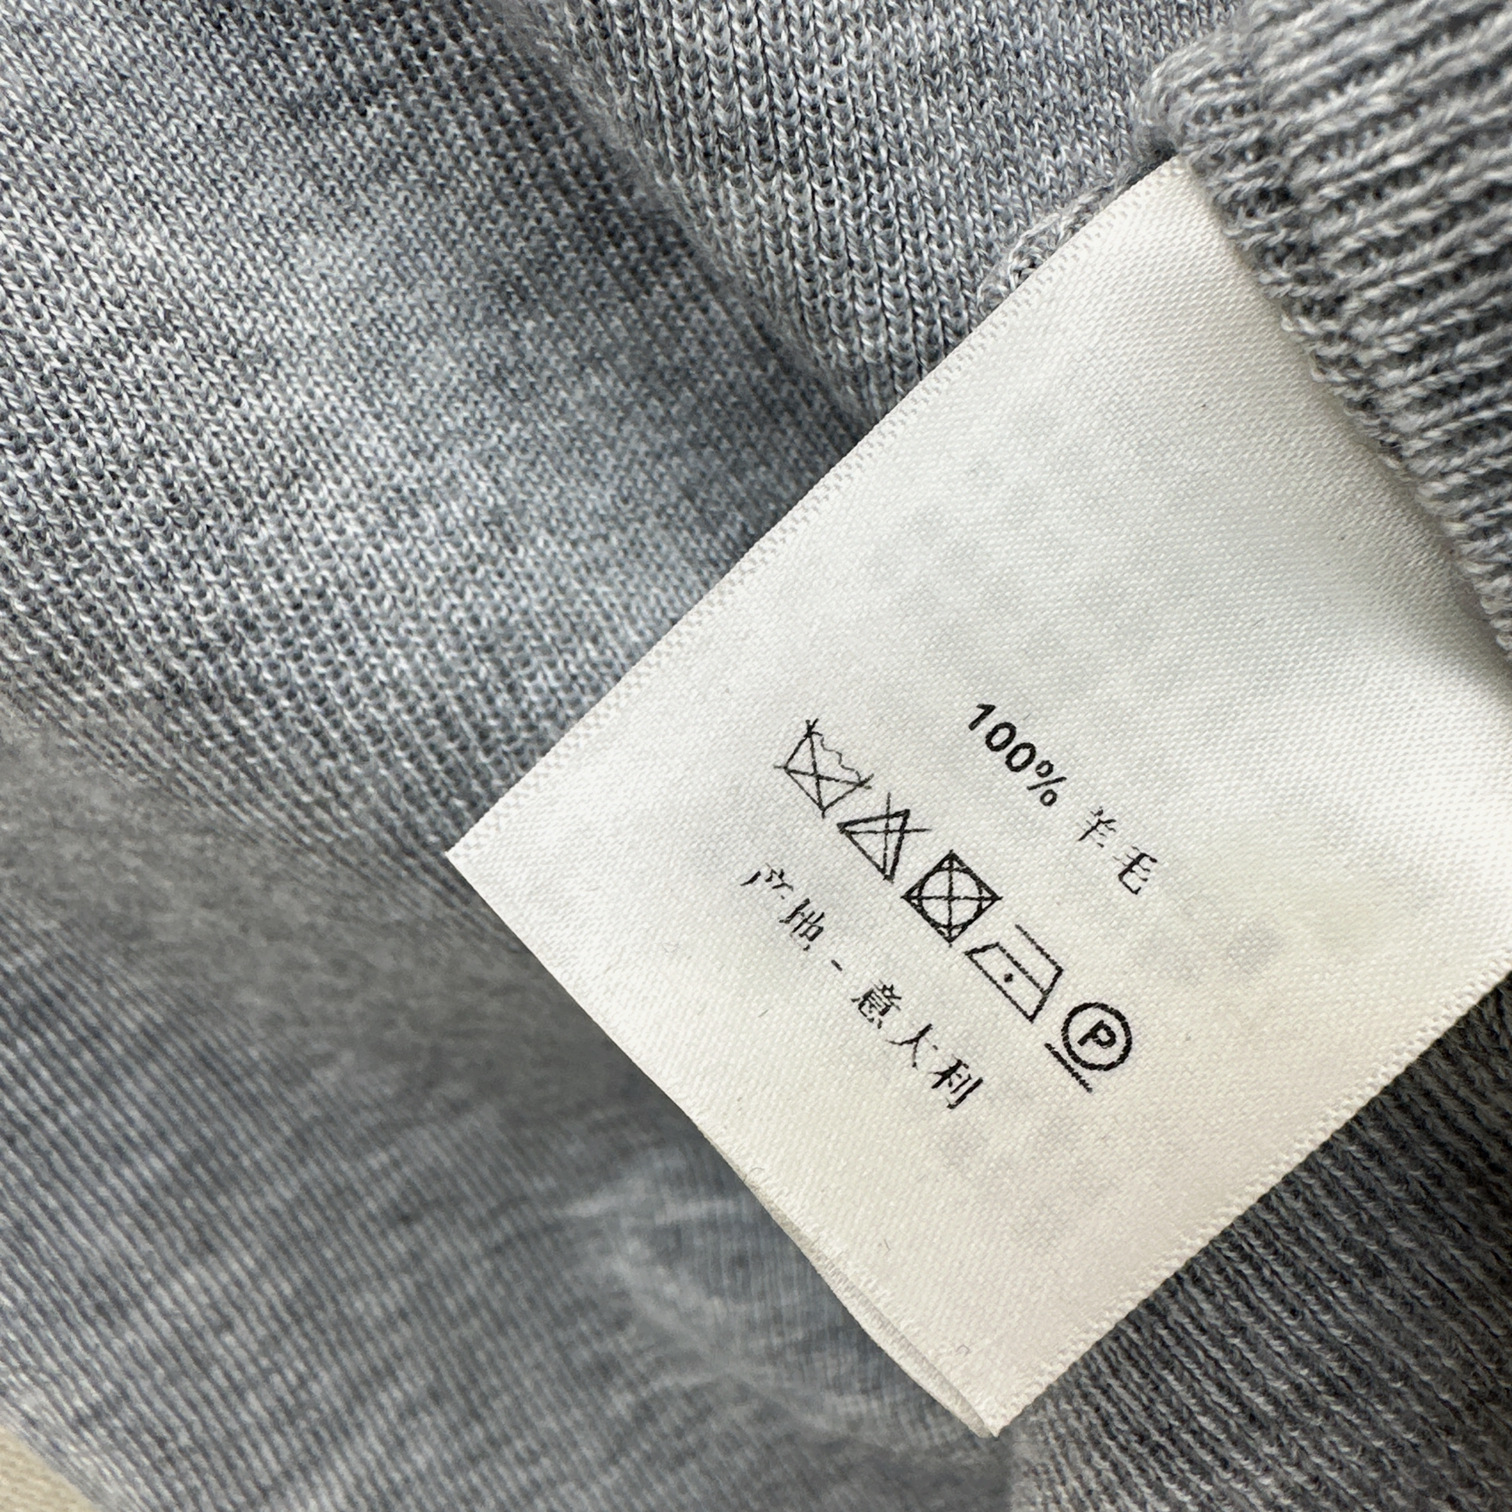 100% 羊毛
P
产地 - 意大利